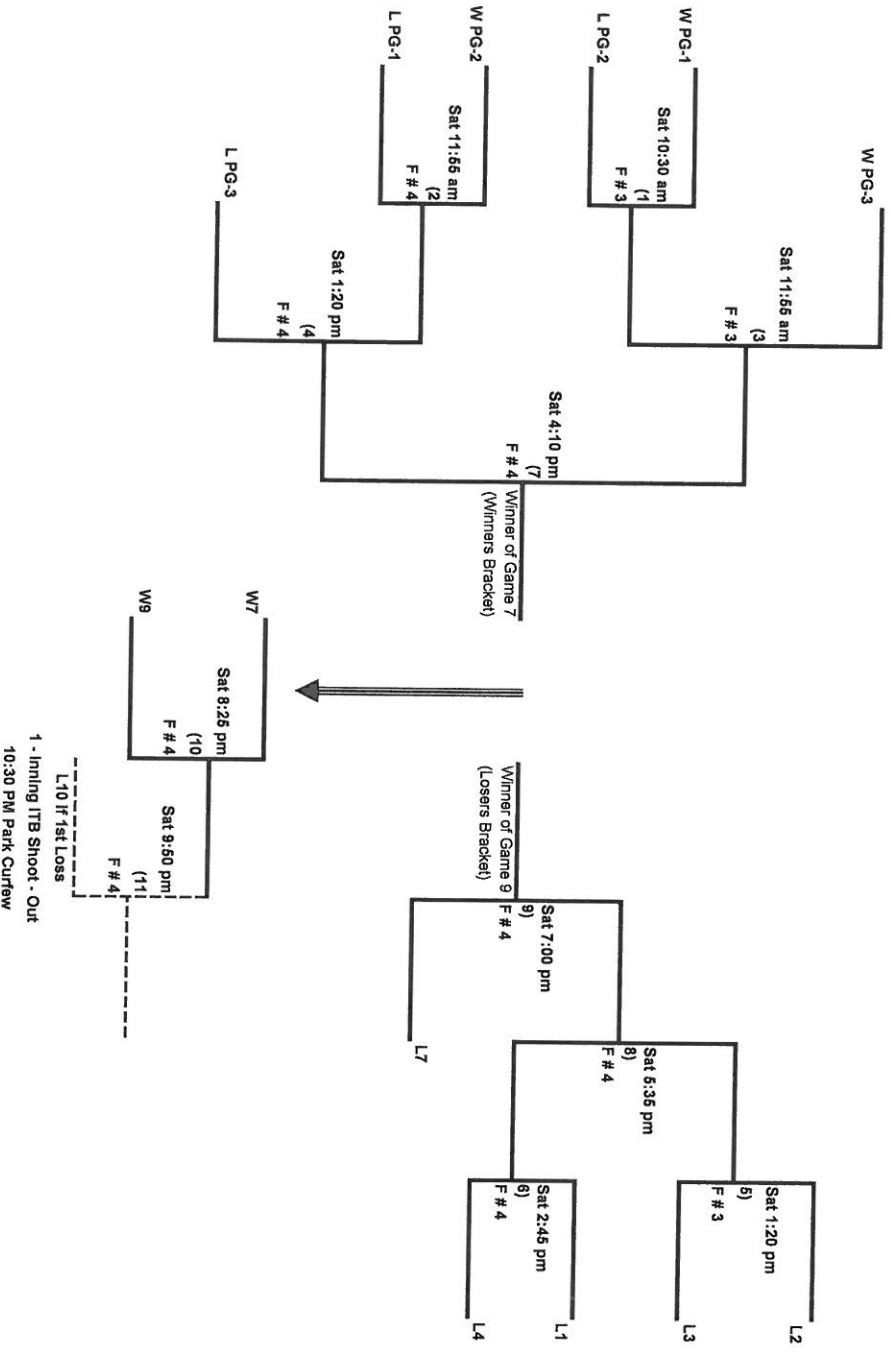 W PG-3
Sat 11:55 am
(3
F # 3
W PG-1
Sat 10:30 am
(1
F # 3
L PG-2
Sat 4:10 pm
(7
F # 4
Winner of Game 7
(Winners Bracket)
W PG-2
Sat 11:55 am
(2
F # 4
L PG-1
Sat 1:20 pm
(4
F # 4
L PG-3
L2
Sat 1:20 pm
5)
F # 3
L3
Sat 5:35 pm
8)
F # 4
L1
Sat 2:45 pm
6)
F # 4
L4
Sat 7:00 pm
9)
F # 4
Winner of Game 9
(Losers Bracket)
L7
W7
Sat 8:25 pm
(10
F # 4
W9
Sat 9:50 pm
(11
F # 4
L10 If 1st Loss
1 - Inning ITB Shoot - Out
10:30 PM Park Curfew